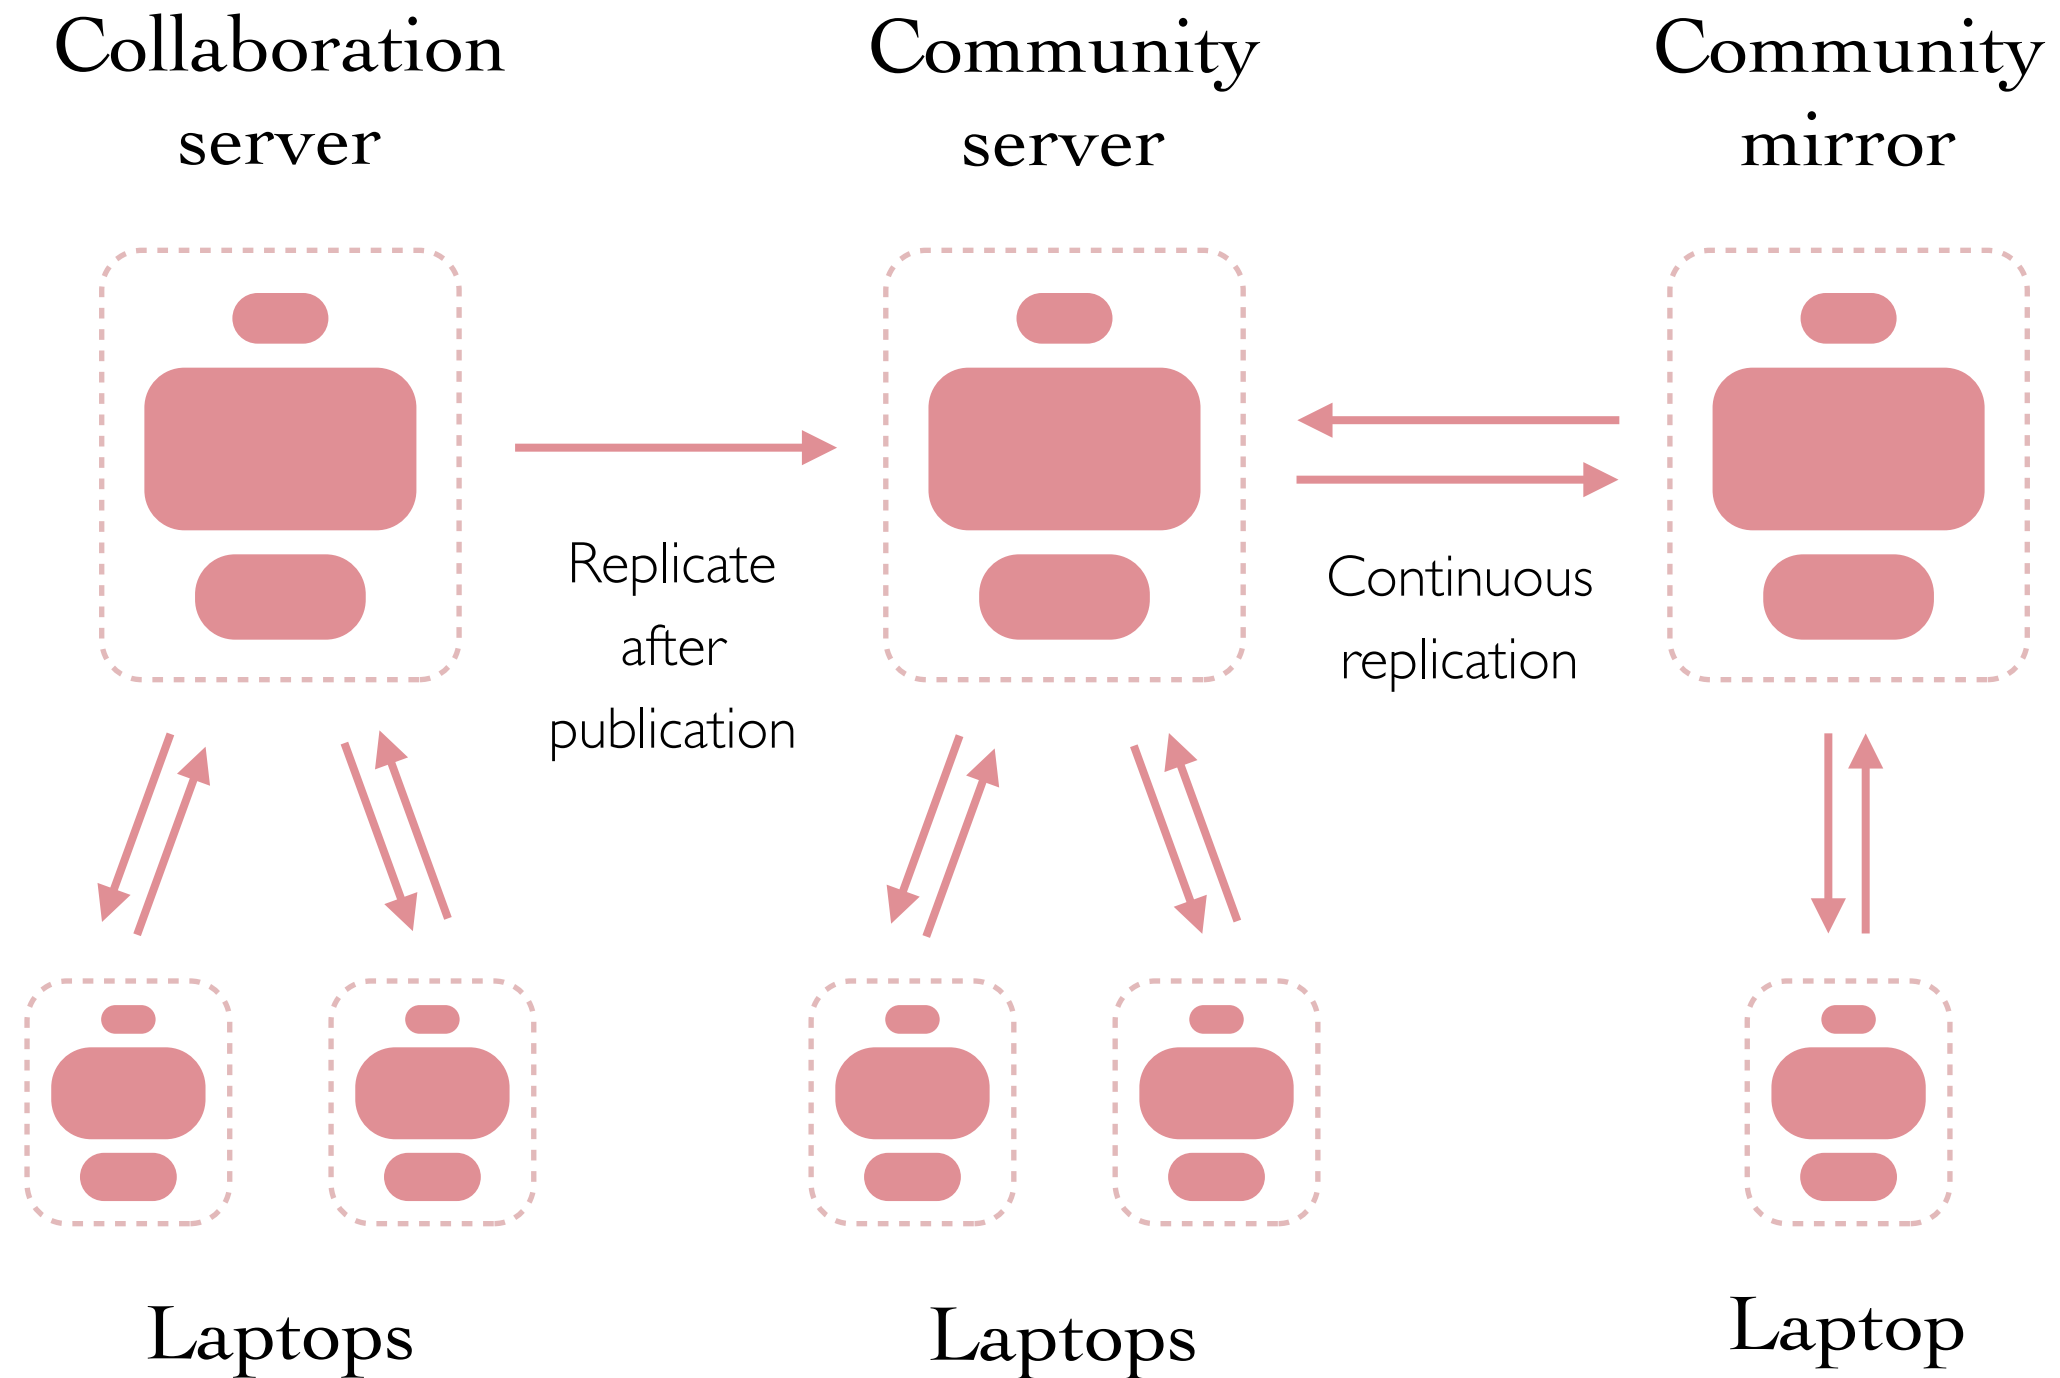 Collaboration
server
Community
server
Community
mirror
Replicate
after
publication
Continuous
replication
Laptops
Laptops
Laptop